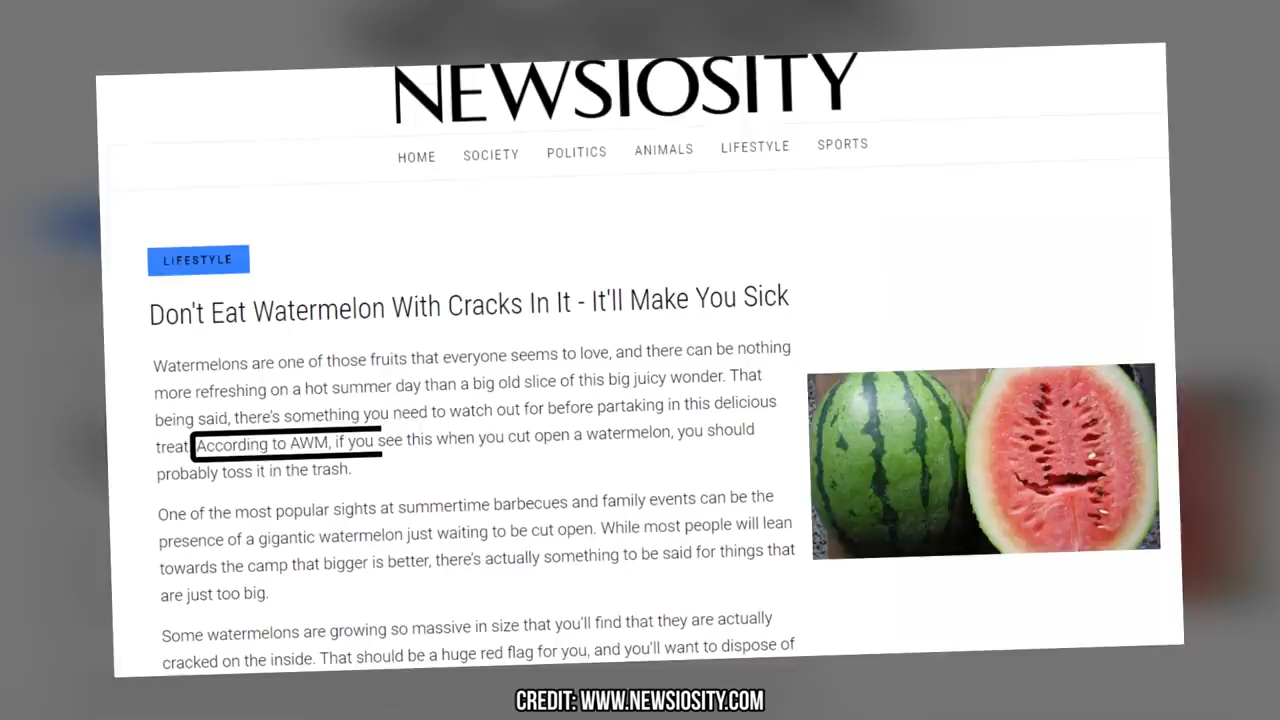 NEWSIOSITY
HOME SOCIETY POLITICS ANIMALS LIFESTYLE SPORTS
LIFESTYLE
Don't Eat Watermelon With Cracks In It - It'll Make You Sick
Watermelons are one of those fruits that everyone seems to love, and there can be nothing
more refreshing on a hot summer day than a big old slice of this big juicy wonder. That
being said, there's something you need to watch out for before partaking in this delicious
treat. According to AWM, if you see this when you cut open a watermelon, you should
probably toss it in the trash.
One of the most popular sights at summertime barbecues and family events can be the
presence of a gigantic watermelon just waiting to be cut open. While most people will lean
towards the camp that bigger is better, there's actually something to be said for things that
are just too big.
Some watermelons are growing so massive in size that you'll find that they are actually
cracked on the inside. That should be a huge red flag for you, and you'll want to dispose of
CREDIT: WWW.NEWSIOSITY.COM